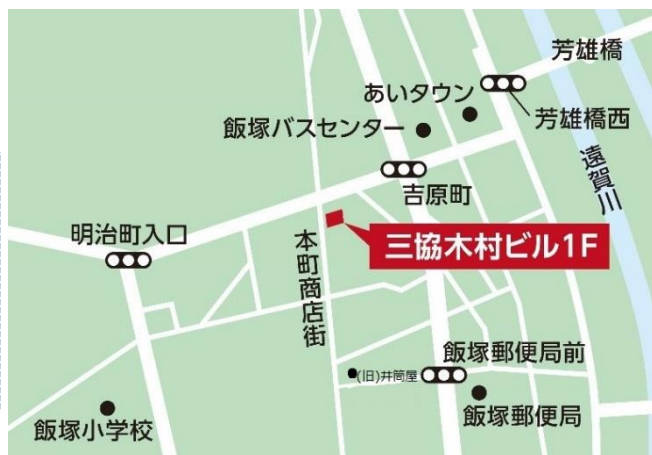 芳雄橋
あいタウン
飯塚バスセンター
芳雄橋西
遠賀川
吉原町
明治町入口
本町商店街
三協木村ビル1F
飯塚郵便局前
(旧)井筒屋
飯塚郵便局
飯塚小学校